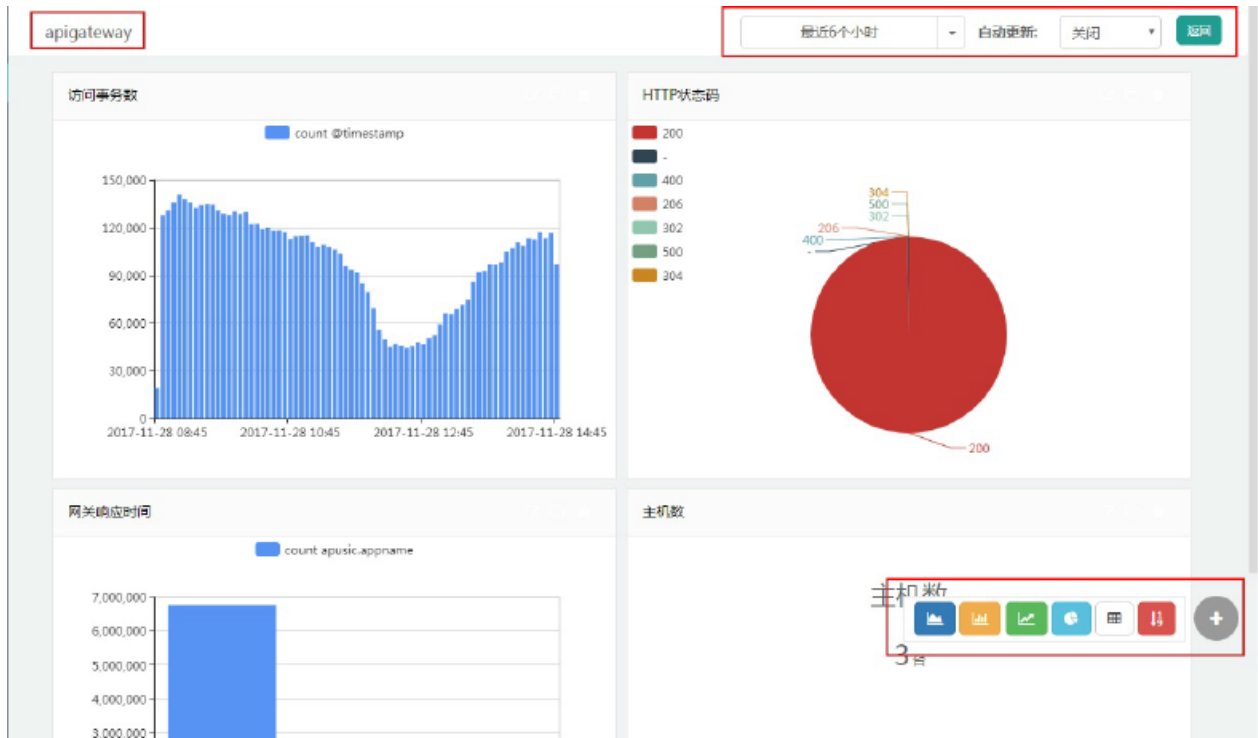 apigateway
最近6个小时
自动更新:
关闭
返回
访问事务数
count @timestamp
150,000
120,000
90,000
60,000
30,000
0
2017-11-28 08:45 2017-11-28 10:45 2017-11-28 12:45 2017-11-28 14:45
HTTP状态码
200
-
400
206
302
500
304
304
500
302
206
400
-
200
网关响应时间
count apusic.appname
7,000,000
6,000,000
5,000,000
4,000,000
3,000,000
主机数
主机数
3台